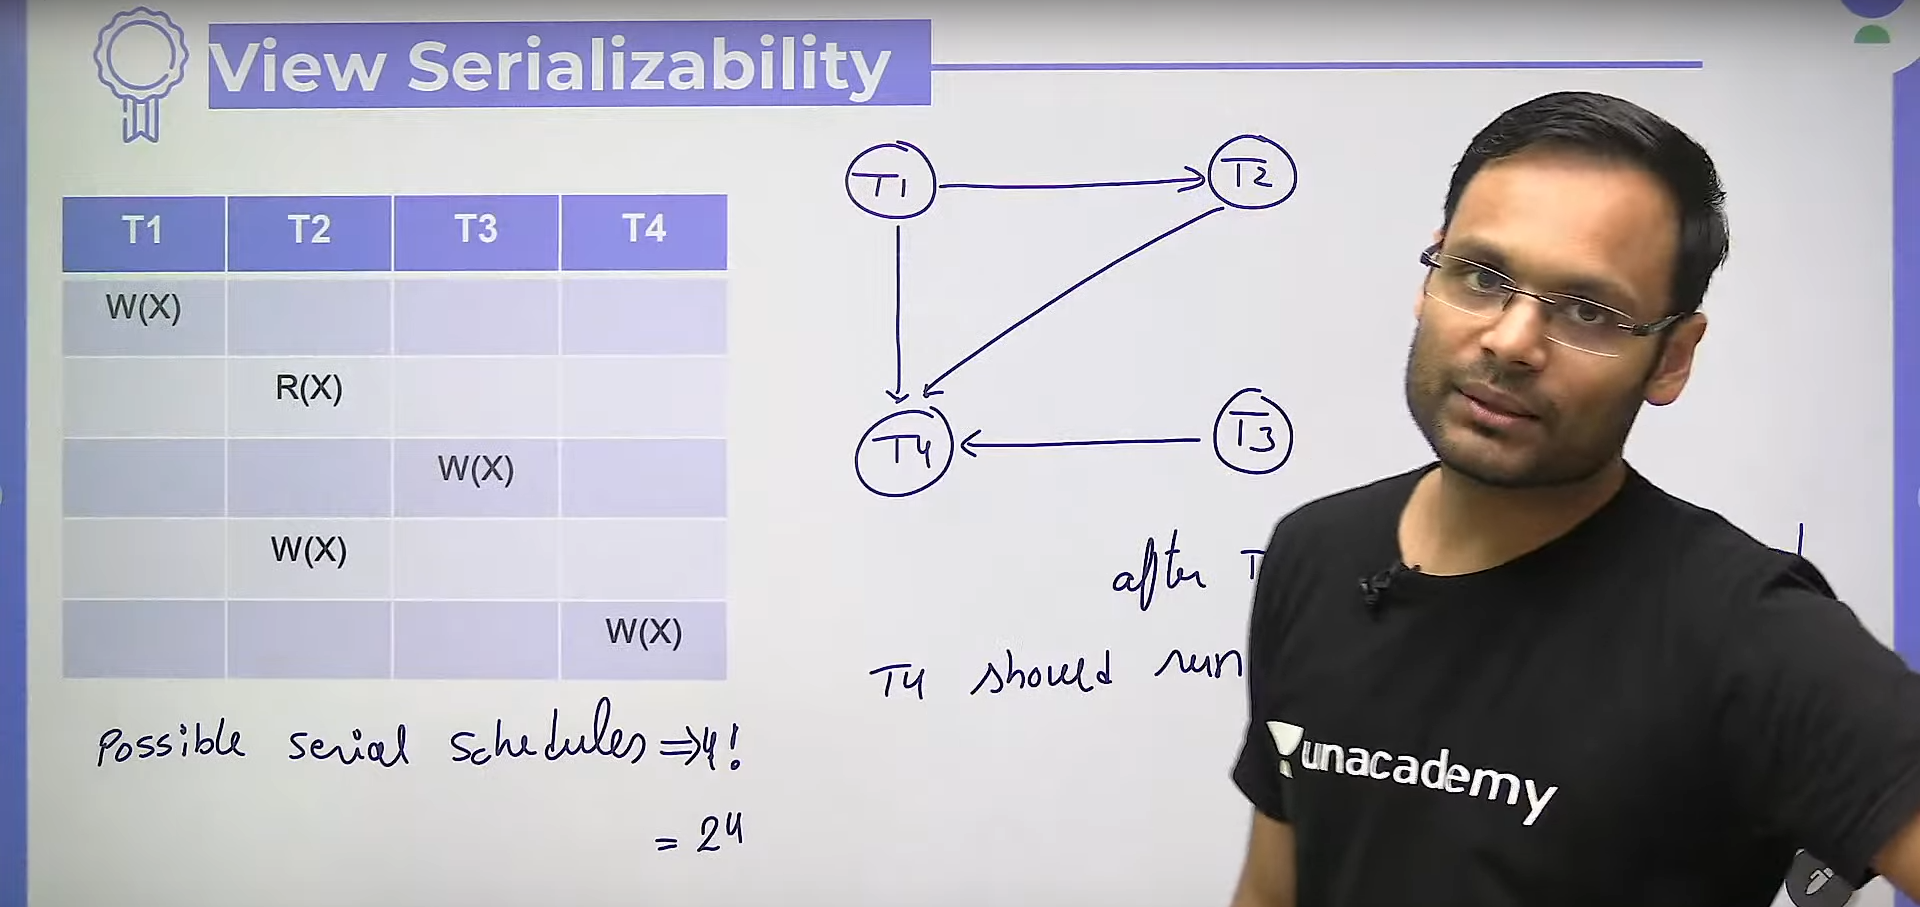 View Serializability
T1 T2 T3 T4
W(X)
R(X)
W(X)
W(X)
W(X)
T1 T2
T4 T3
after
T4 should run
Possible serial schedules ⇒ 4!
= 24
unacademy